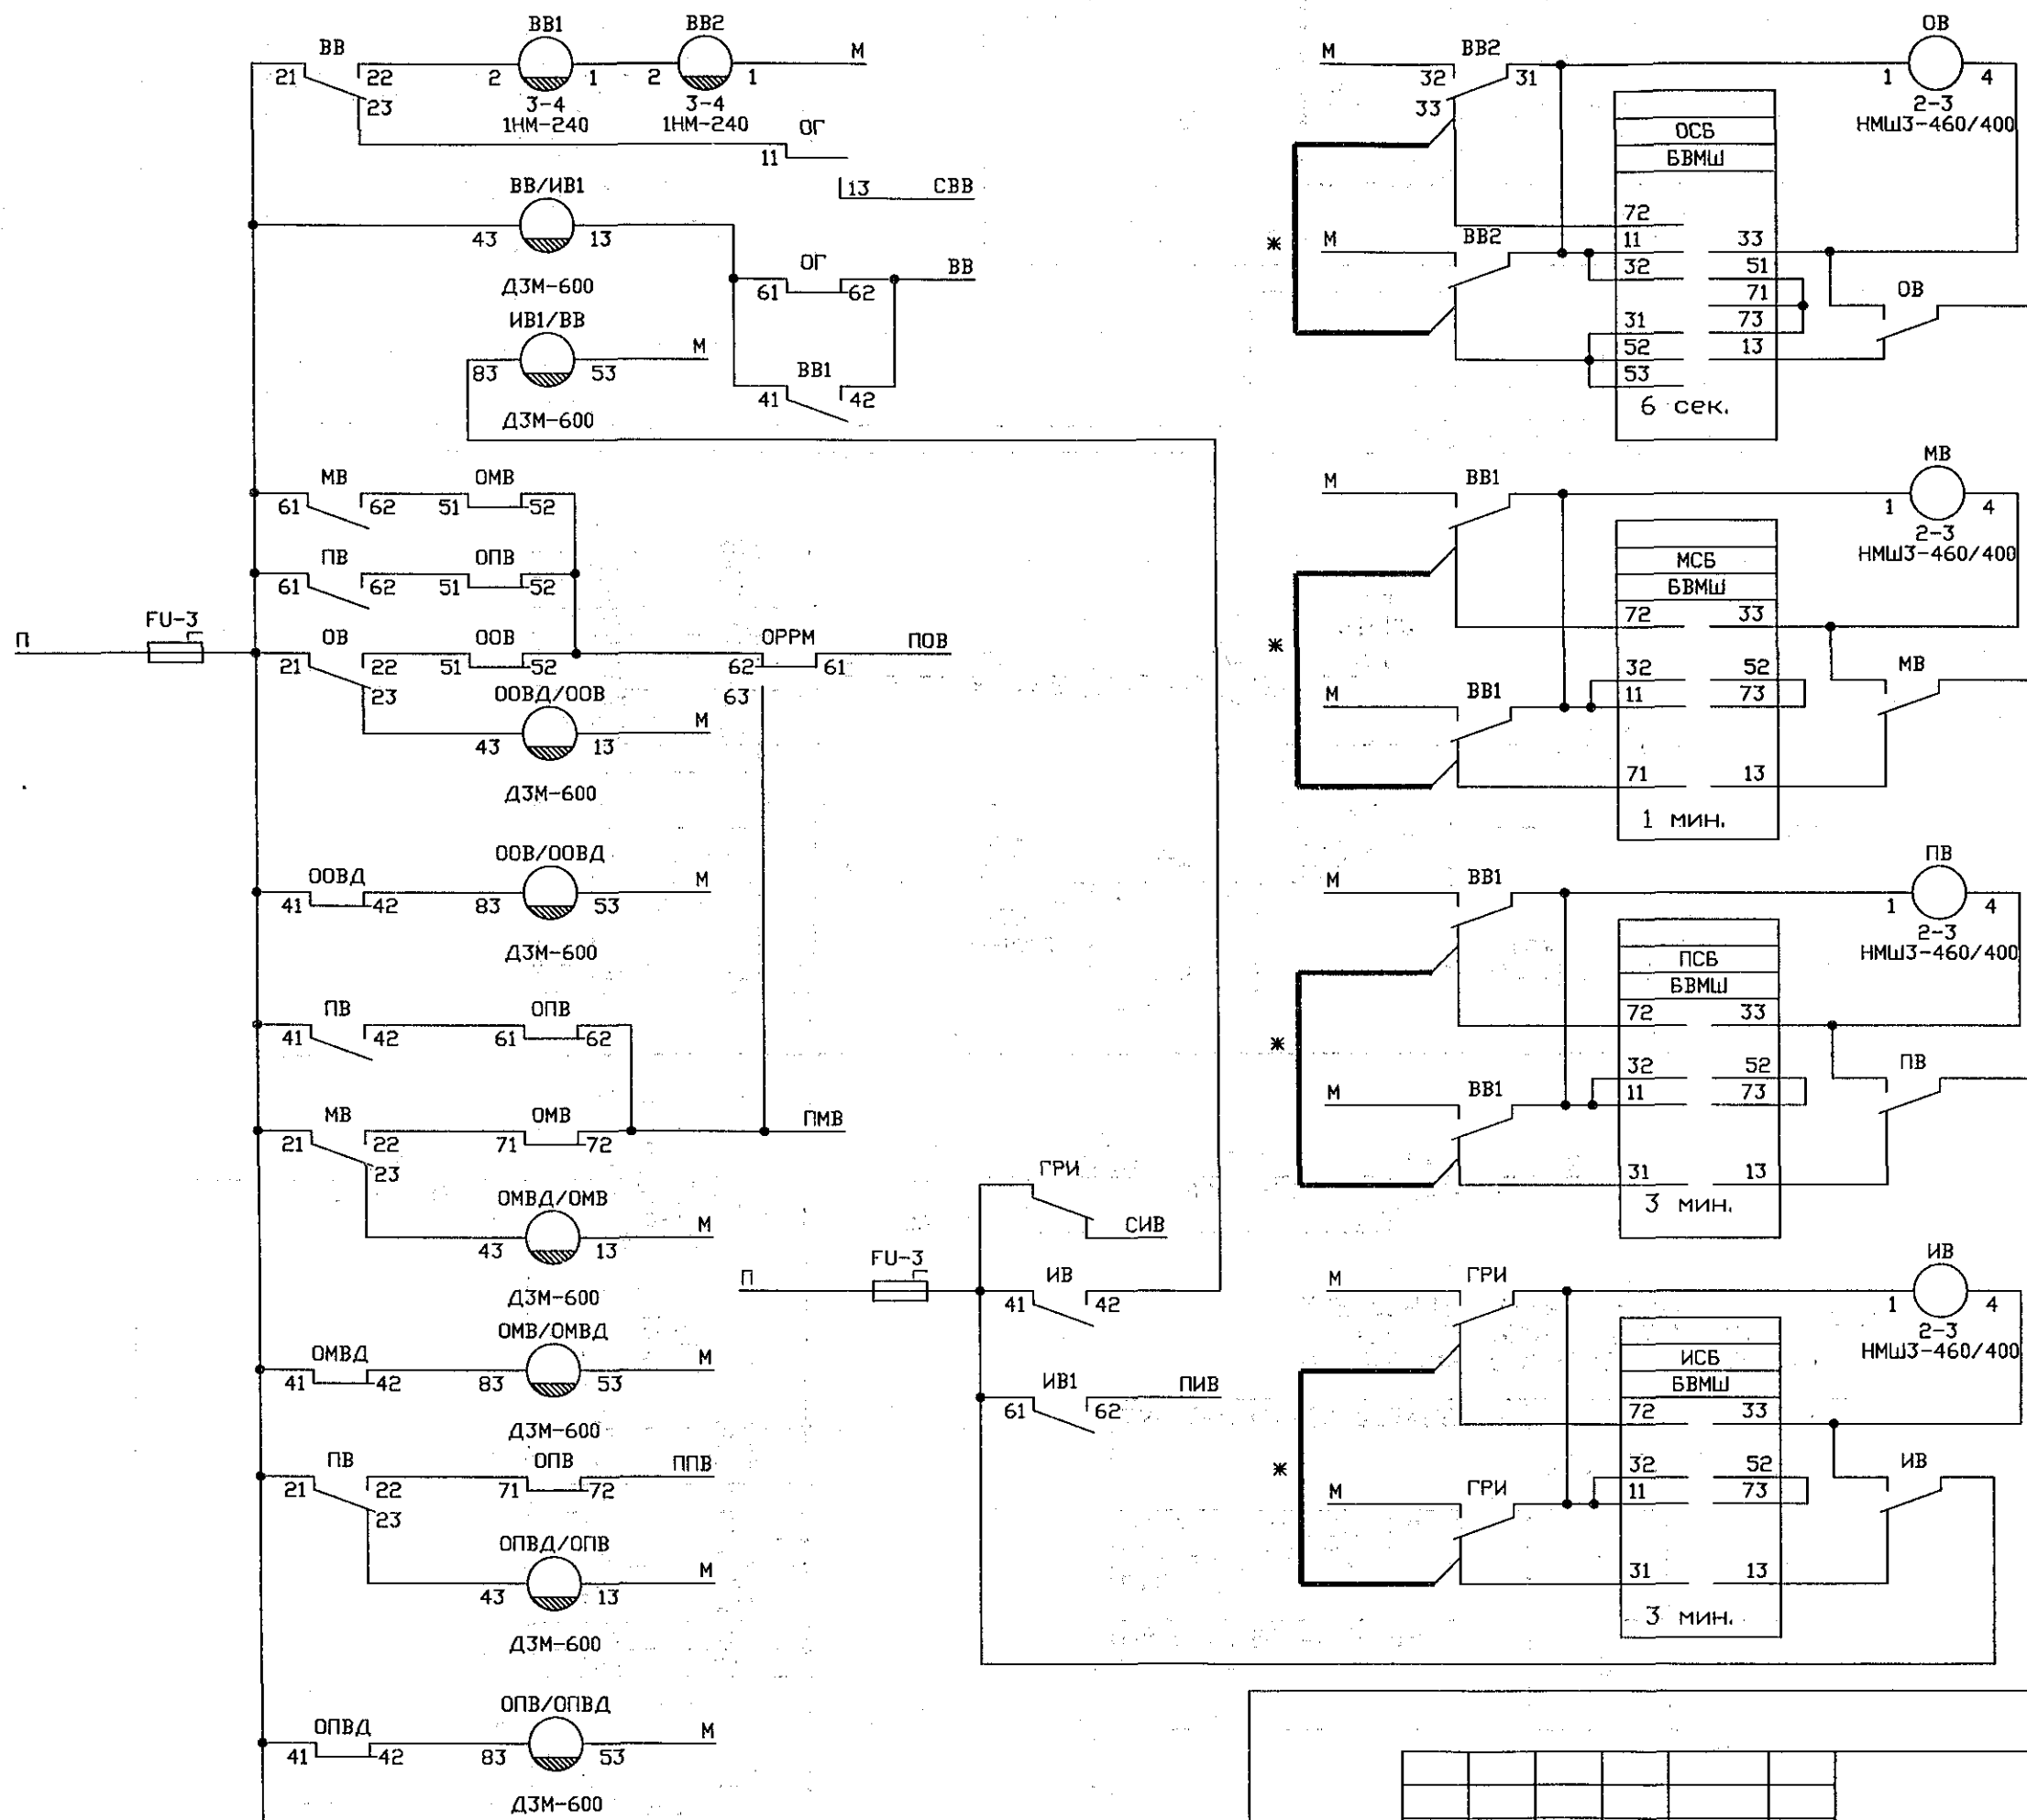 ВВ
21
22
23
ВВ1
2
1
3-4
1НМ-240
ВВ2
2
1
3-4
1НМ-240
М
ОГ
11
13
СВВ
ВВ/ИВ1
43
13
ДЗМ-600
ОГ
61
62
ВВ
ИВ1/ВВ
83
53
М
ДЗМ-600
ВВ1
41
42
МВ
61
62
ОМВ
51
52
ПВ
61
62
ОПВ
51
52
П
FU-3
ОВ
21
22
23
ООВ
51
52
ОРРМ
62
61
63
ПОВ
ООВД/ООВ
43
13
М
ДЗМ-600
ООВД
41
42
ООВ/ООВД
83
53
М
ДЗМ-600
ПВ
41
42
ОПВ
61
62
МВ
21
22
23
ОМВ
71
72
ПМВ
ОМВД/ОМВ
43
13
М
ДЗМ-600
ОМВД
41
42
ОМВ/ОМВД
83
53
М
ДЗМ-600
ПВ
21
22
23
ОПВ
71
72
ППВ
ОПВД/ОПВ
43
13
М
ДЗМ-600
ОПВД
41
42
ОПВ/ОПВД
83
53
М
ДЗМ-600
П
FU-3
ГРИ
СИВ
ИВ
41
42
ИВ1
61
62
ПИВ
М
ВВ2
32
31
33
ОВ
1
4
2-3
НМШ3-460/400
ОСБ
БВМШ
72
11
33
32
51
71
31
73
52
13
53
6 сек.
*
М
ВВ2
ОВ
М
ВВ1
МВ
1
4
2-3
НМШ3-460/400
МСБ
БВМШ
72
33
32
52
11
73
71
13
1 мин.
*
М
ВВ1
МВ
М
ВВ1
ПВ
1
4
2-3
НМШ3-460/400
ПСБ
БВМШ
72
33
32
52
11
73
31
13
3 мин.
*
М
ВВ1
ПВ
М
ГРИ
ИВ
1
4
2-3
НМШ3-460/400
ИСБ
БВМШ
72
33
32
52
11
73
31
13
3 мин.
*
М
ГРИ
ИВ